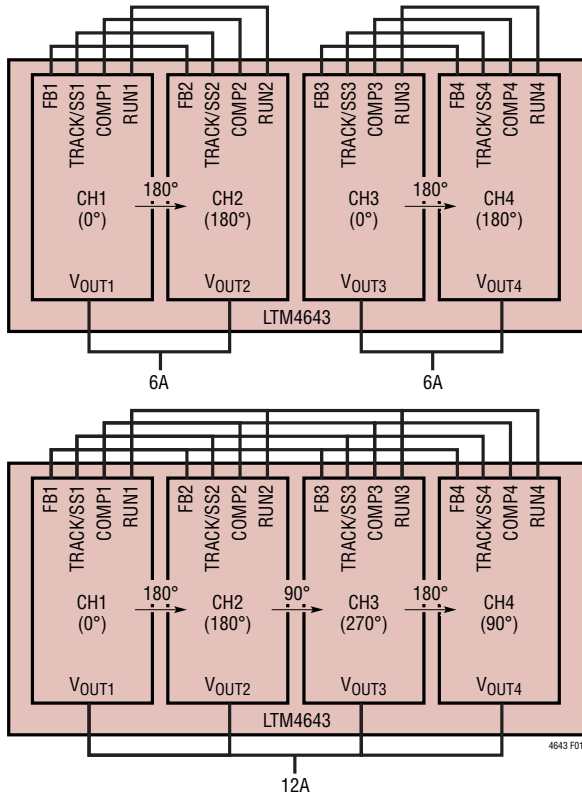 FB1 TRACK/SS1 COMP1 RUN1 FB2 TRACK/SS2 COMP2 RUN2 FB3 TRACK/SS3 COMP3 RUN3 FB4 TRACK/SS4 COMP4 RUN4
180° 180°
CH1 CH2 CH3 CH4
(0°) (180°) (0°) (180°)
VOUT1 VOUT2 VOUT3 VOUT4
LTM4643
6A 6A
FB1 TRACK/SS1 COMP1 RUN1 FB2 TRACK/SS2 COMP2 RUN2 FB3 TRACK/SS3 COMP3 RUN3 FB4 TRACK/SS4 COMP4 RUN4
180° 90° 180°
CH1 CH2 CH3 CH4
(0°) (180°) (270°) (90°)
VOUT1 VOUT2 VOUT3 VOUT4
LTM4643
4643 F01
12A